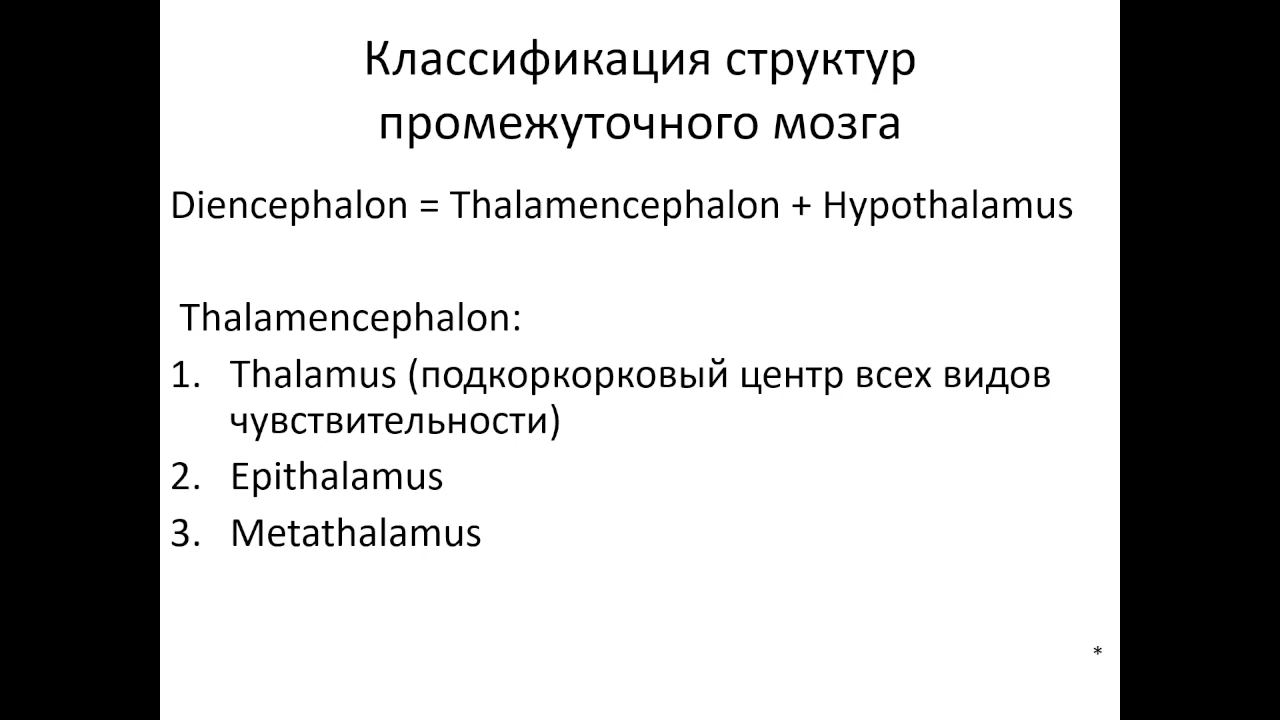 Классификация структур
промежуточного мозга
Diencephalon = Thalamencephalon + Hypothalamus
Thalamencephalon:
1. Thalamus (подкоркорковый центр всех видов
чувствительности)
2. Epithalamus
3. Metathalamus
*